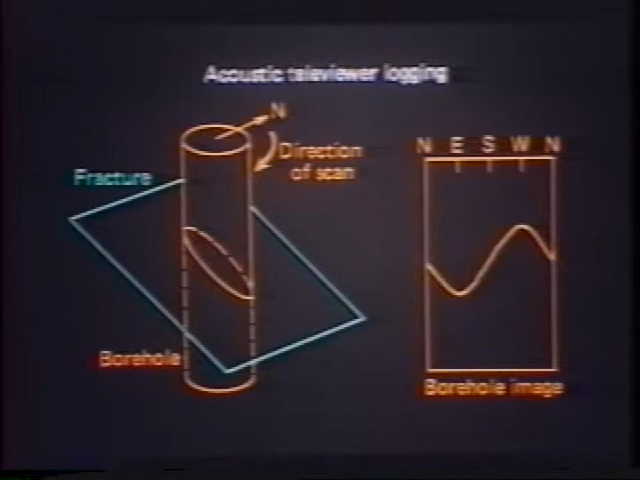 Acoustic televiewer logging
N
Direction
of scan
Fracture
Borehole
N E S W N
Borehole image